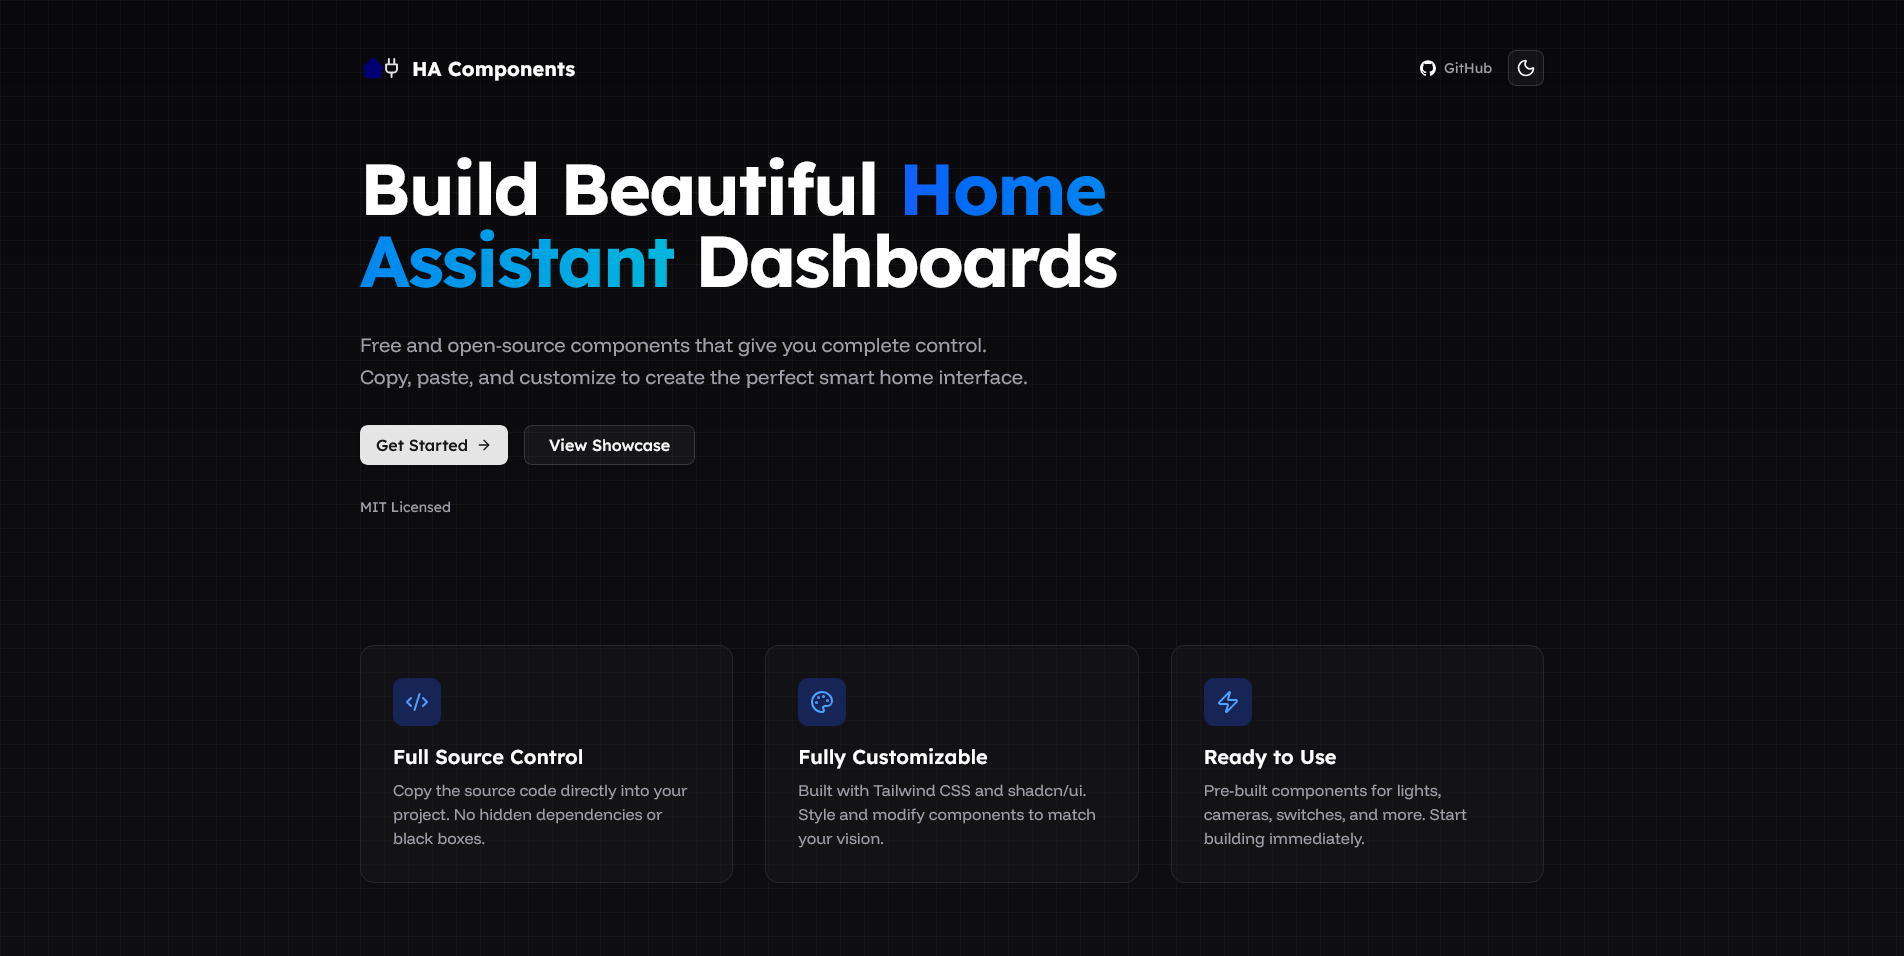 HA Components
GitHub
Build Beautiful Home
Assistant Dashboards
Free and open-source components that give you complete control.
Copy, paste, and customize to create the perfect smart home interface.
Get Started
View Showcase
MIT Licensed
Full Source Control
Copy the source code directly into your
project. No hidden dependencies or
black boxes.
Fully Customizable
Built with Tailwind CSS and shadcn/ui.
Style and modify components to match
your vision.
Ready to Use
Pre-built components for lights,
cameras, switches, and more. Start
building immediately.